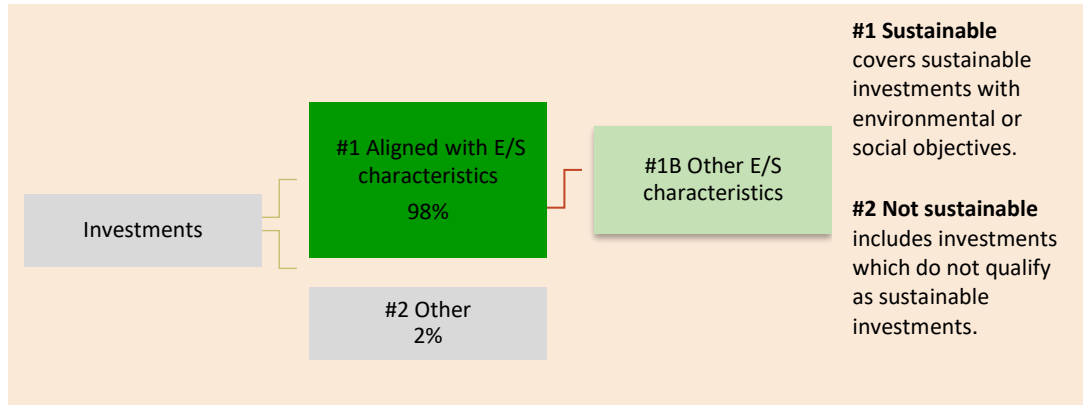 Investments
#1 Aligned with E/S
characteristics
98%
#2 Other
2%
#1B Other E/S
characteristics
#1 Sustainable
covers sustainable
investments with
environmental or
social objectives.
#2 Not sustainable
includes investments
which do not qualify
as sustainable
investments.